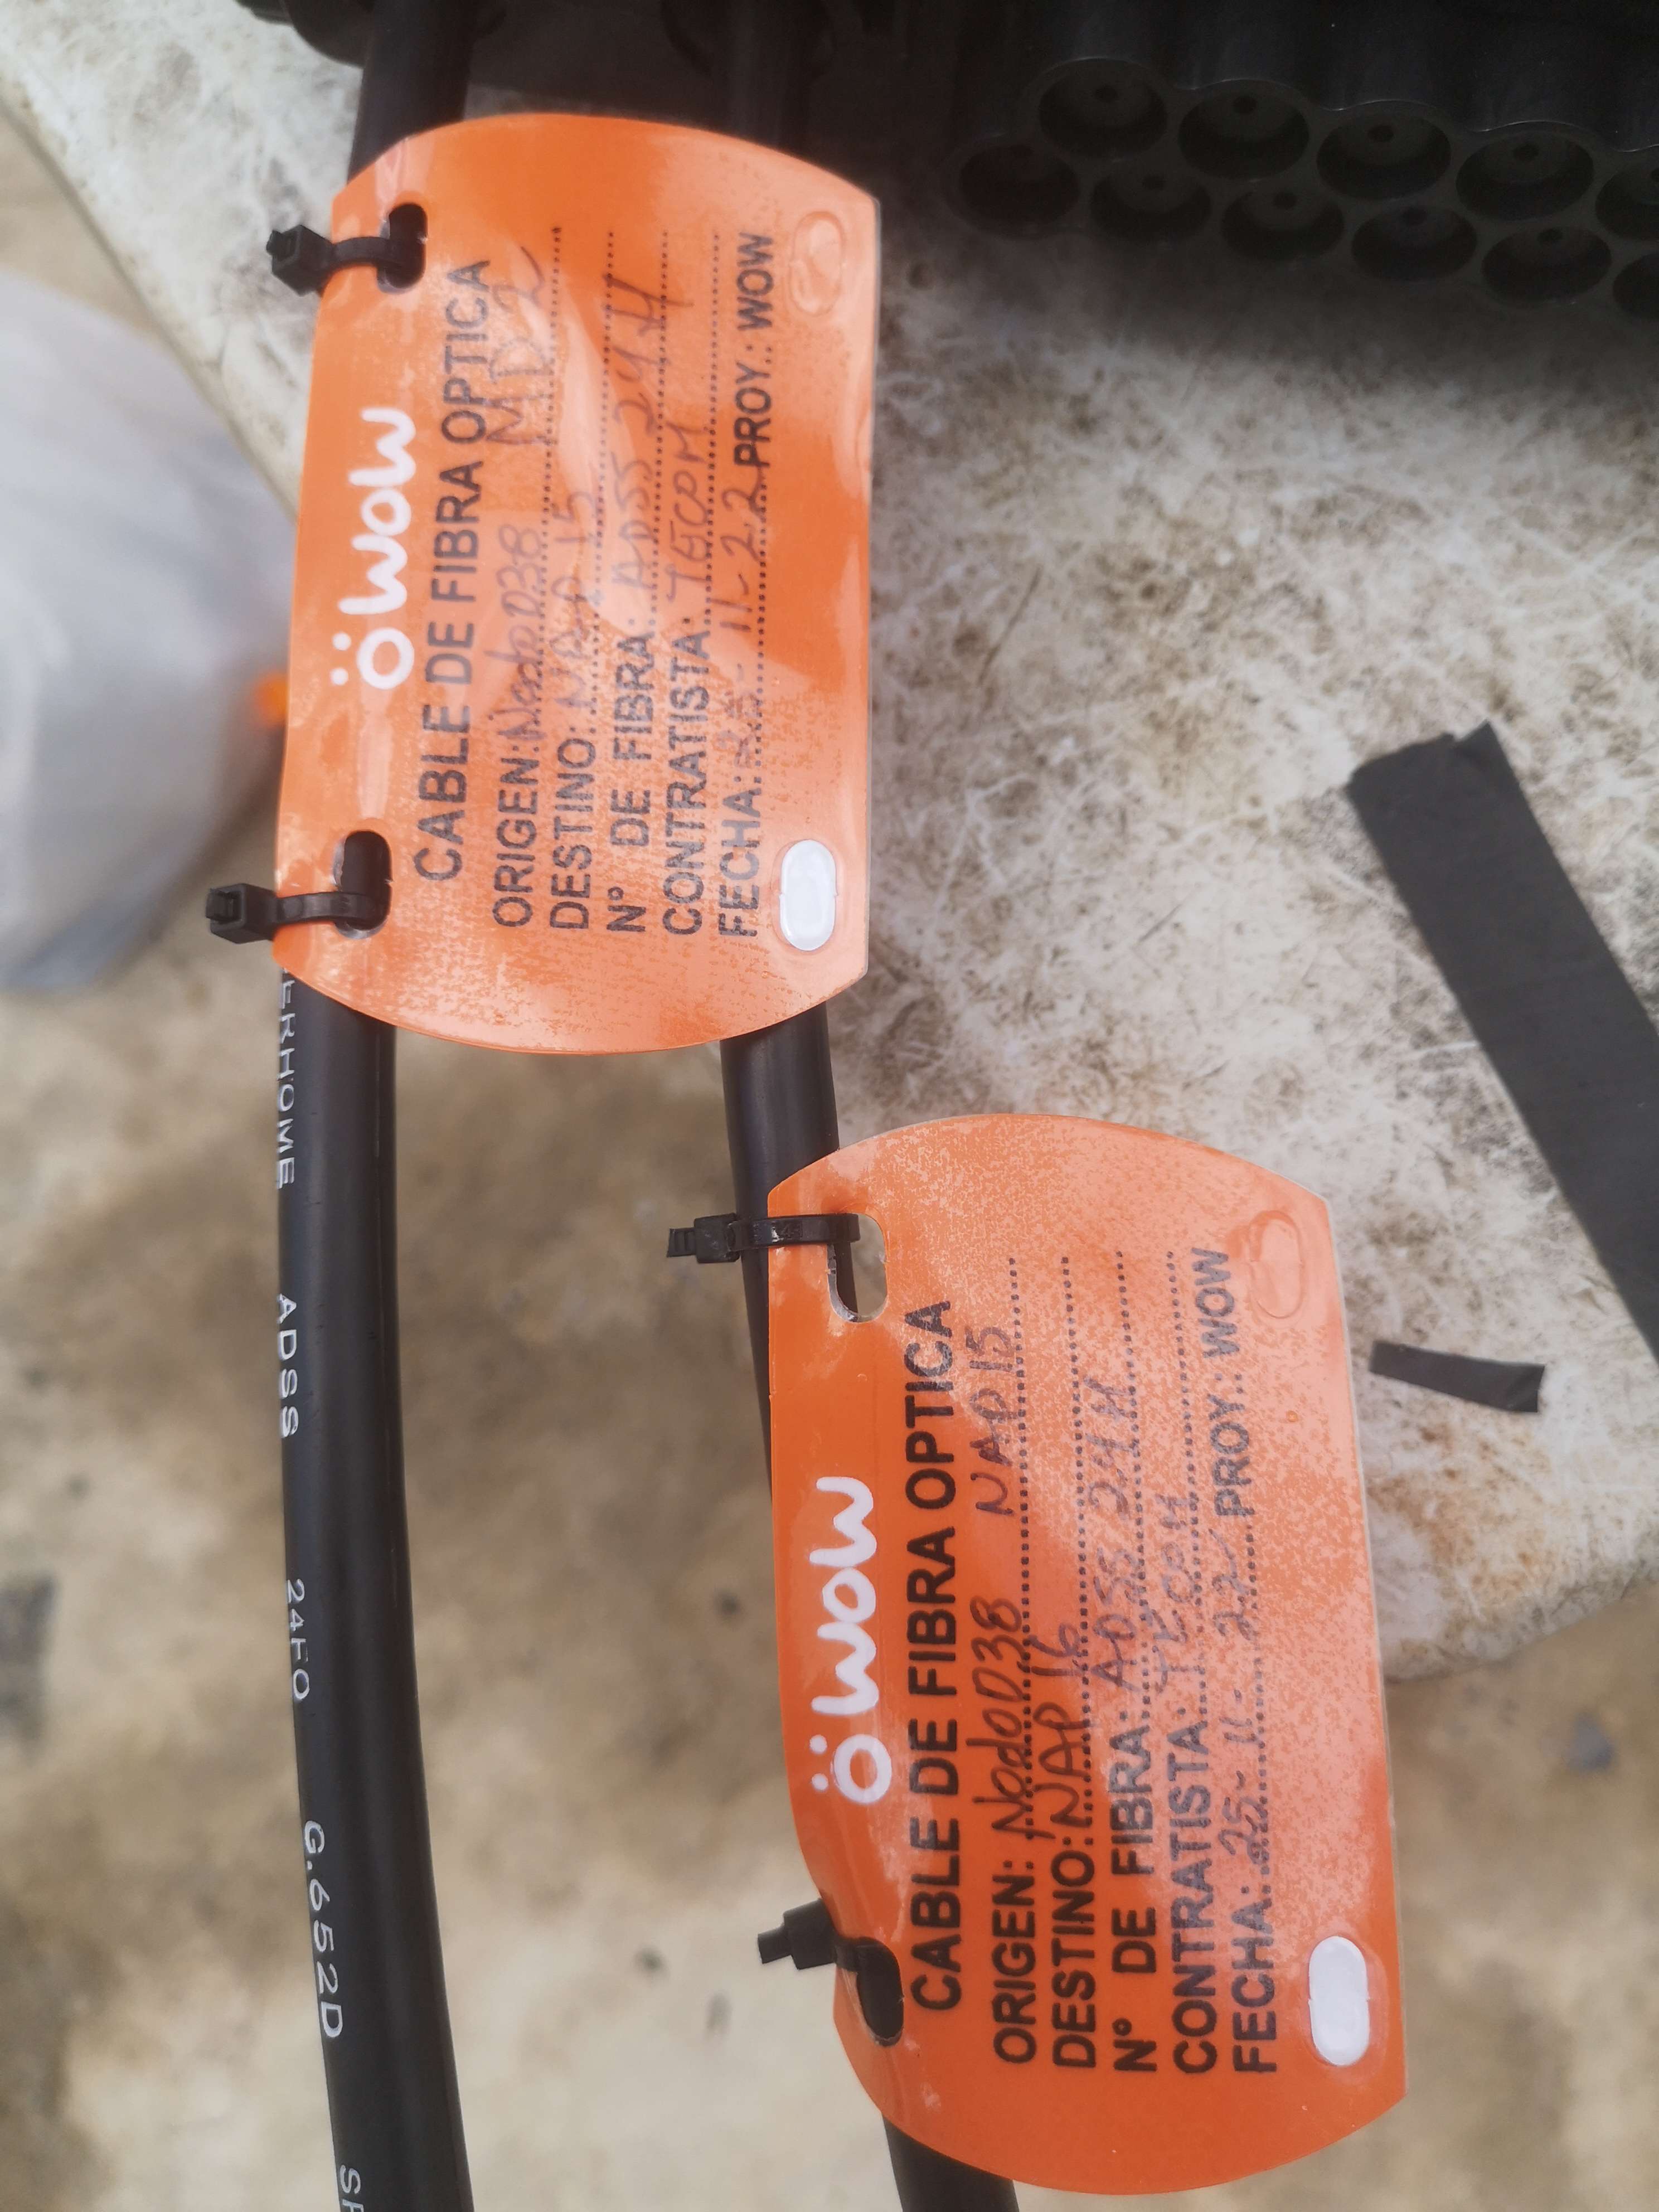 ÖWOW
CABLE DE FIBRA OPTICA
ORIGEN: Nodo D38 MD2
DESTINO: NAP 15
N° DE FIBRA: ADSS 24H
CONTRATISTA: TECOM
FECHA: 25-11-22 PROY.: WOW
ÖWOW
CABLE DE FIBRA OPTICA
ORIGEN: Nodo D38 NAP 15
DESTINO: NAP 16
N° DE FIBRA: ADSS 24H
CONTRATISTA: TECOM
FECHA: 25-11-22 PROY.: WOW
ERHOME ADSS 24FO G.652D